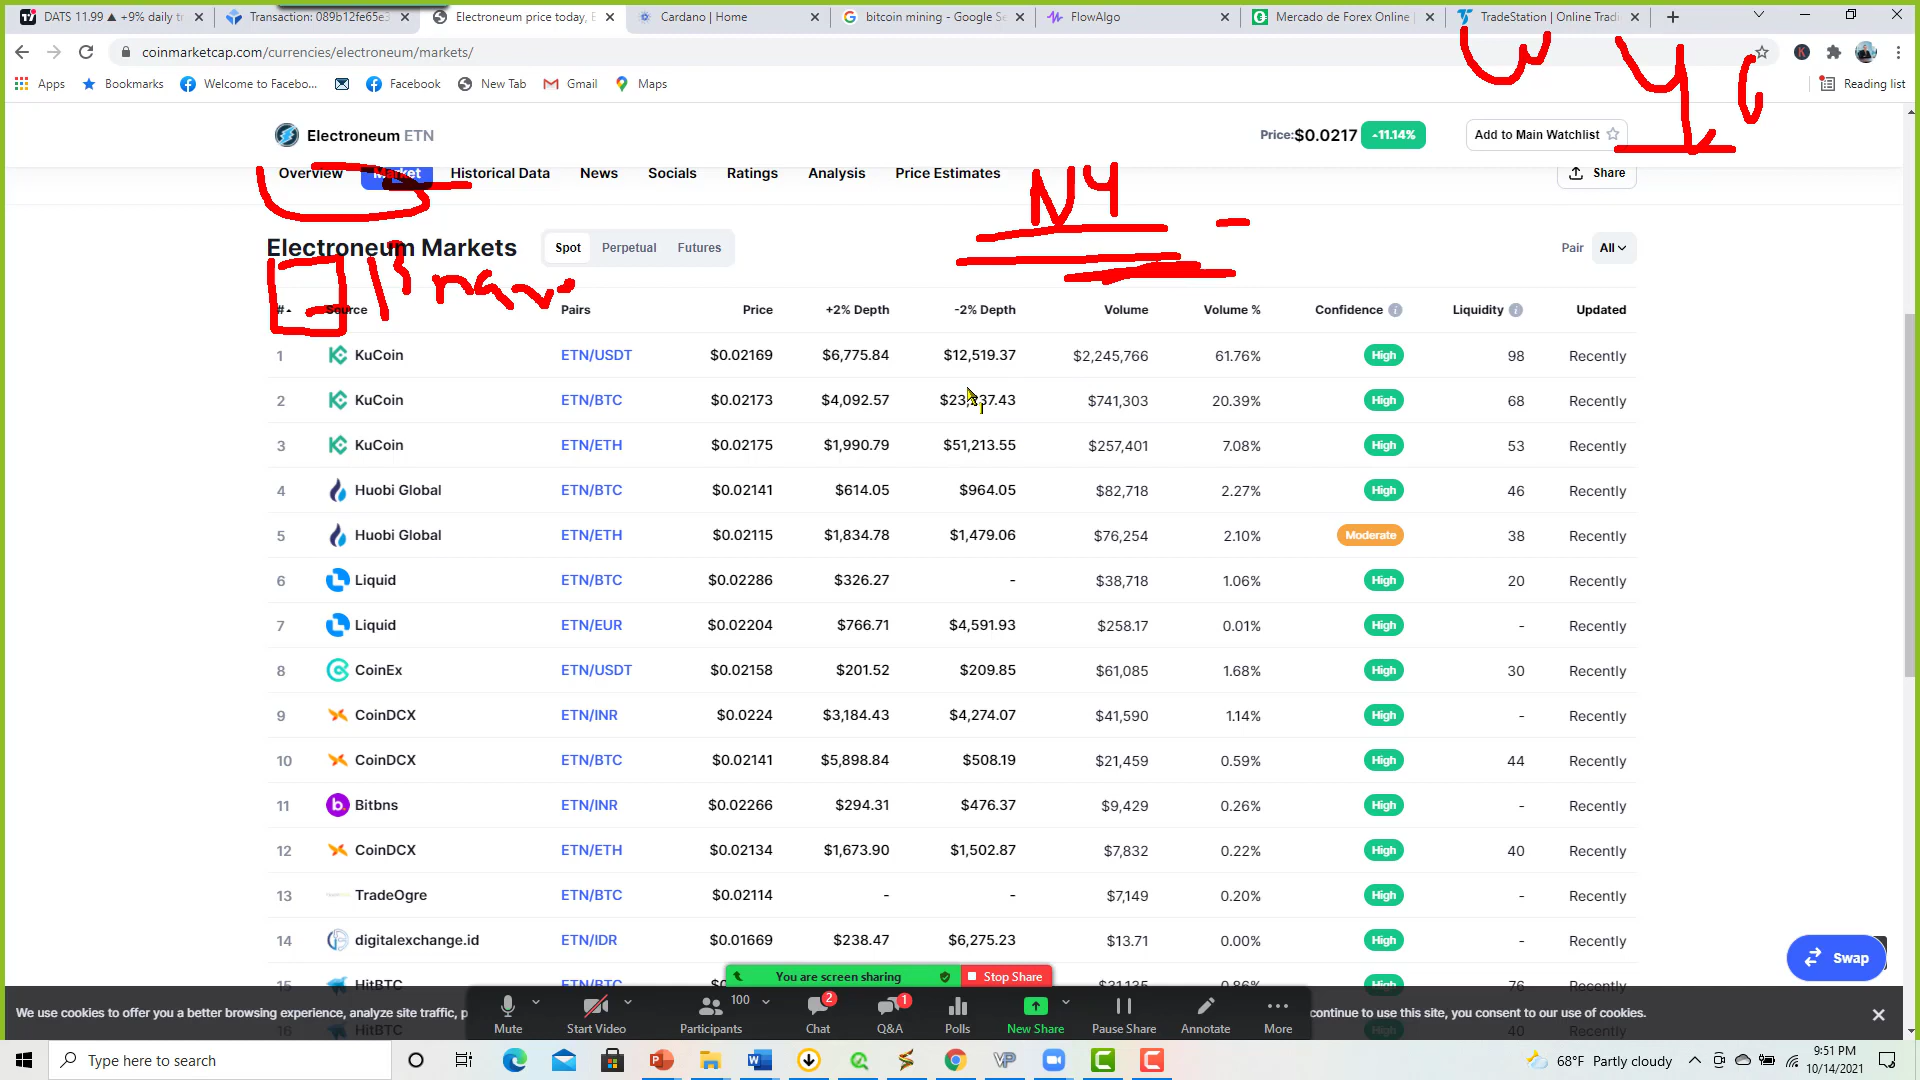 DATS 11.99 ▲ +9% daily tr
Transaction: 089b12fe65e3
Electroneum price today, E
Cardano | Home
bitcoin mining - Google Se
FlowAlgo
Mercado de Forex Online
TradeStation | Online Tradi
coinmarketcap.com/currencies/electroneum/markets/
Apps Bookmarks Welcome to Facebo... Facebook New Tab Gmail Maps Reading list
Electroneum ETN Price:$0.0217 11.14% Add to Main Watchlist
Overview Market Historical Data News Socials Ratings Analysis Price Estimates Share
NY
Electroneum Markets Spot Perpetual Futures Pair All
# Source Pairs Price +2% Depth -2% Depth Volume Volume % Confidence Liquidity Updated
1 KuCoin ETN/USDT $0.02169 $6,775.84 $12,519.37 $2,245,766 61.76% High 98 Recently
2 KuCoin ETN/BTC $0.02173 $4,092.57 $741,303 20.39% High 68 Recently
3 KuCoin ETN/ETH $0.02175 $1,990.79 $51,213.55 $257,401 7.08% High 53 Recently
4 Huobi Global ETN/BTC $0.02141 $614.05 $964.05 $82,718 2.27% High 46 Recently
5 Huobi Global ETN/ETH $0.02115 $1,834.78 $1,479.06 $76,254 2.10% Moderate 38 Recently
6 Liquid ETN/BTC $0.02286 $326.27 - $38,718 1.06% High 20 Recently
7 Liquid ETN/EUR $0.02204 $766.71 $4,591.93 $258.17 0.01% High - Recently
8 CoinEx ETN/USDT $0.02158 $201.52 $209.85 $61,085 1.68% High 30 Recently
9 CoinDCX ETN/INR $0.0224 $3,184.43 $4,274.07 $41,590 1.14% High - Recently
10 CoinDCX ETN/BTC $0.02141 $5,898.84 $508.19 $21,459 0.59% High 44 Recently
11 Bitbns ETN/INR $0.02266 $294.31 $476.37 $9,429 0.26% High - Recently
12 CoinDCX ETN/ETH $0.02134 $1,673.90 $1,502.87 $7,832 0.22% High 40 Recently
13 TradeOgre ETN/BTC $0.02114 - - $7,149 0.20% High - Recently
14 digitalexchange.id ETN/IDR $0.01669 $238.47 $6,275.23 $13.71 0.00% High - Recently
15 HitBTC
16 HitBTC
Swap
You are screen sharing Stop Share
We use cookies to offer you a better browsing experience, analyze site traffic, p
continue to use this site, you consent to our use of cookies.
100 2 1
Mute Start Video Participants Chat Q&A Polls New Share Pause Share Annotate More
Type here to search
68°F Partly cloudy
9:51 PM
10/14/2021